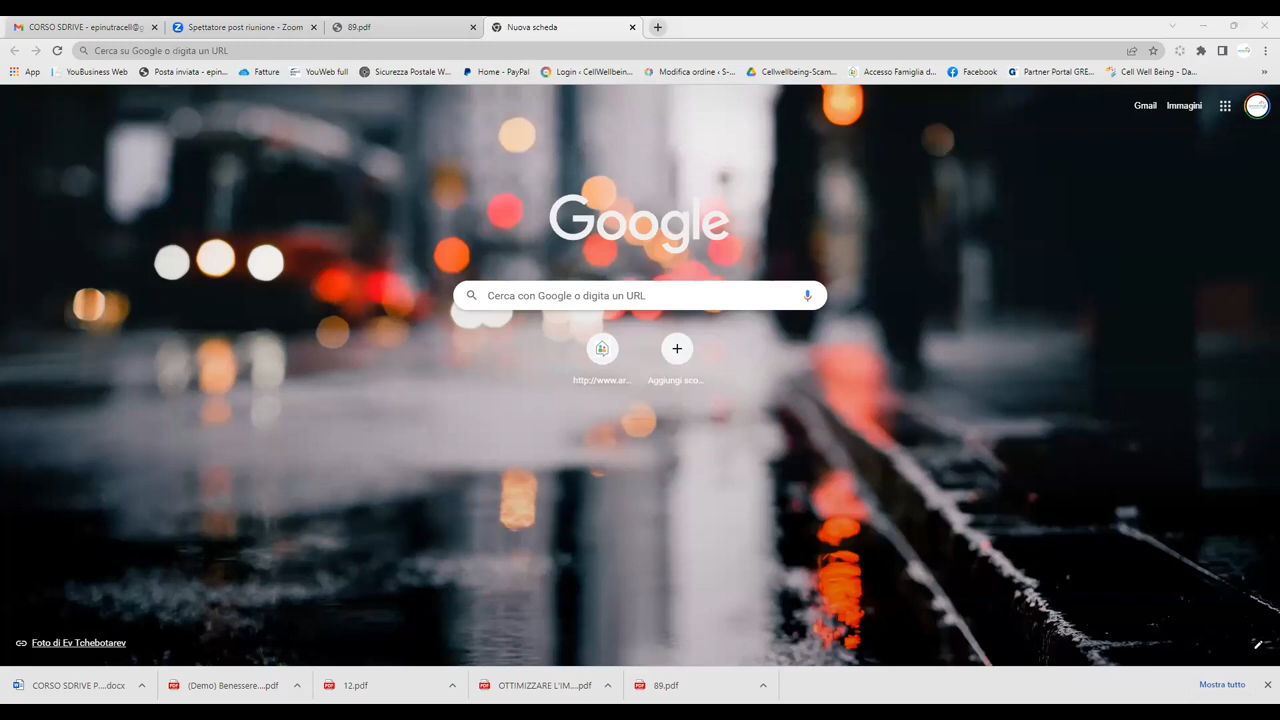 CORSO SDRIVE - epinutracell@g
Spettatore post riunione - Zoom
89.pdf
Nuova scheda
Cerca su Google o digita un URL
App
YouBusiness Web
Posta inviata - epin...
Fatture
YouWeb full
Sicurezza Postale W...
Home - PayPal
Login ‹ CellWellbein...
Modifica ordine ‹ S-...
Cellwellbeing-Scam...
Accesso Famiglia d...
Facebook
Partner Portal GRE...
Cell Well Being - Da...
Gmail
Immagini
Google
Cerca con Google o digita un URL
http://www.ar...
Aggiungi sco...
Foto di Ev Tchebotarev
CORSO SDRIVE P....docx
(Demo) Benessere....pdf
12.pdf
OTTIMIZZARE L'IM....pdf
89.pdf
Mostra tutto